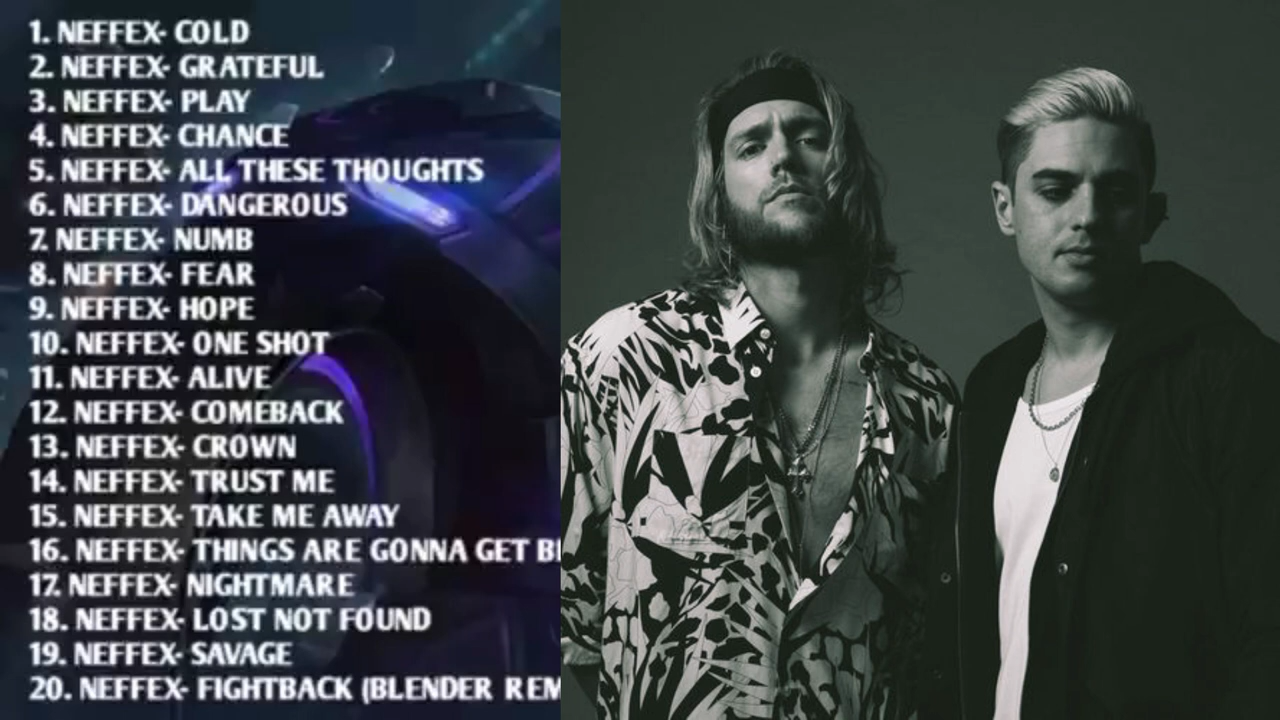 1. NEFFEX- COLD
2. NEFFEX- GRATEFUL
3. NEFFEX- PLAY
4. NEFFEX- CHANCE
5. NEFFEX- ALL THESE THOUGHTS
6. NEFFEX- DANGEROUS
7. NEFFEX- NUMB
8. NEFFEX- FEAR
9. NEFFEX- HOPE
10. NEFFEX- ONE SHOT
11. NEFFEX- ALIVE
12. NEFFEX- COMEBACK
13. NEFFEX- CROWN
14. NEFFEX- TRUST ME
15. NEFFEX- TAKE ME AWAY
16. NEFFEX- THINGS ARE GONNA GET
17. NEFFEX- NIGHTMARE
18. NEFFEX- LOST NOT FOUND
19. NEFFEX- SAVAGE
20. NEFFEX- FIGHTBACK (BLENDER REM